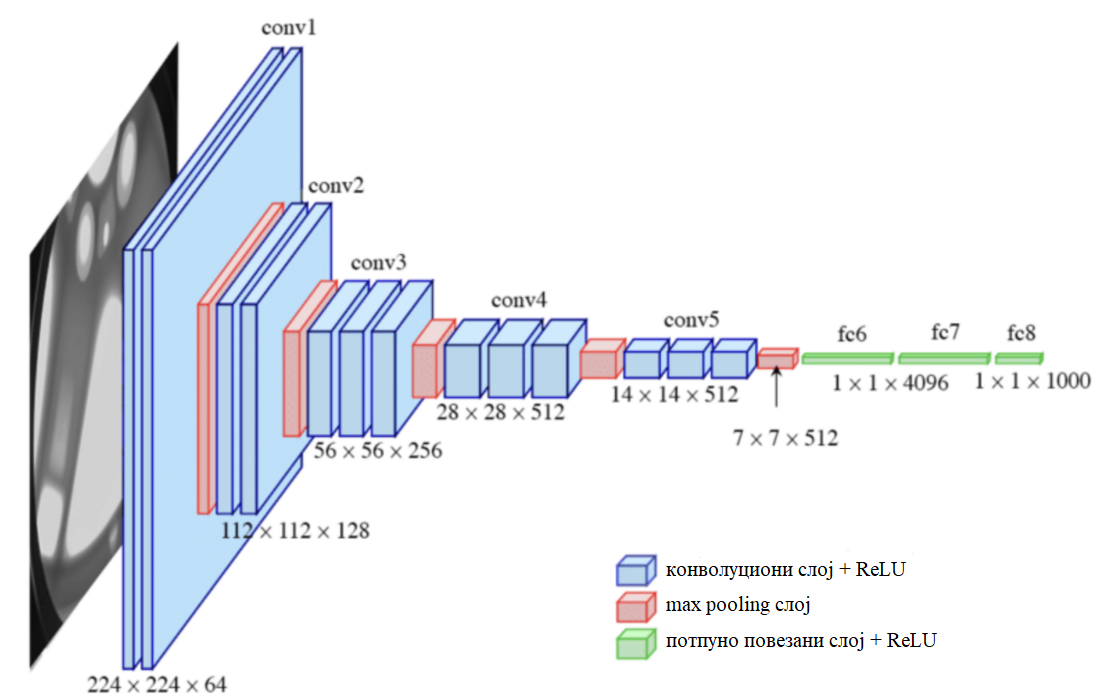 conv1
conv2
conv3
conv4
conv5
fc6
fc7
fc8
1 × 1 × 4096
1 × 1 × 1000
14 × 14 × 512
28 × 28 × 512
7 × 7 × 512
56 × 56 × 256
112 × 112 × 128
224 × 224 × 64
конволуциони слој + ReLU
max pooling слој
потпуно повезани слој + ReLU